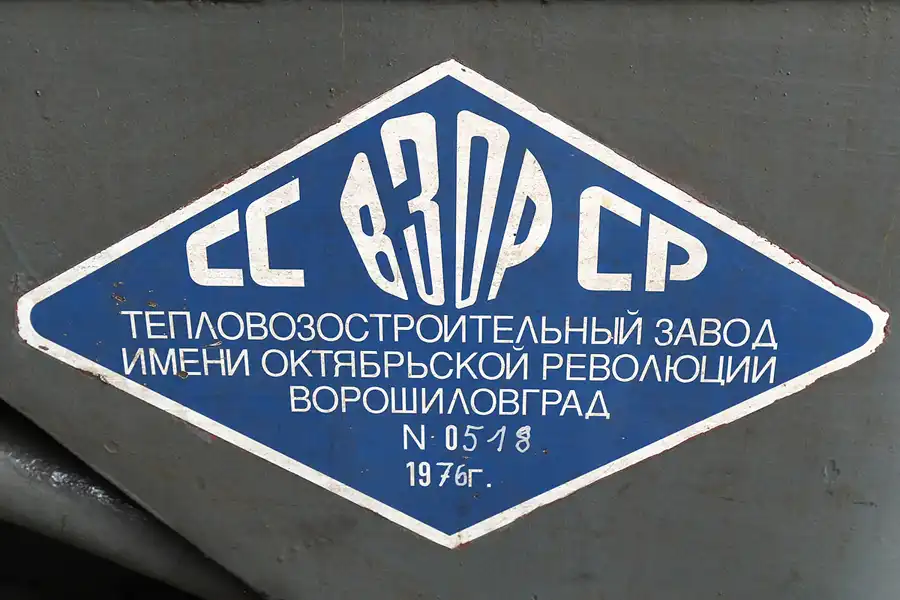 СС ВЗОР СР
ТЕПЛОВОЗОСТРОИТЕЛЬНЫЙ ЗАВОД
ИМЕНИ ОКТЯБРЬСКОЙ РЕВОЛЮЦИИ
ВОРОШИЛОВГРАД
N 0518
1976г.